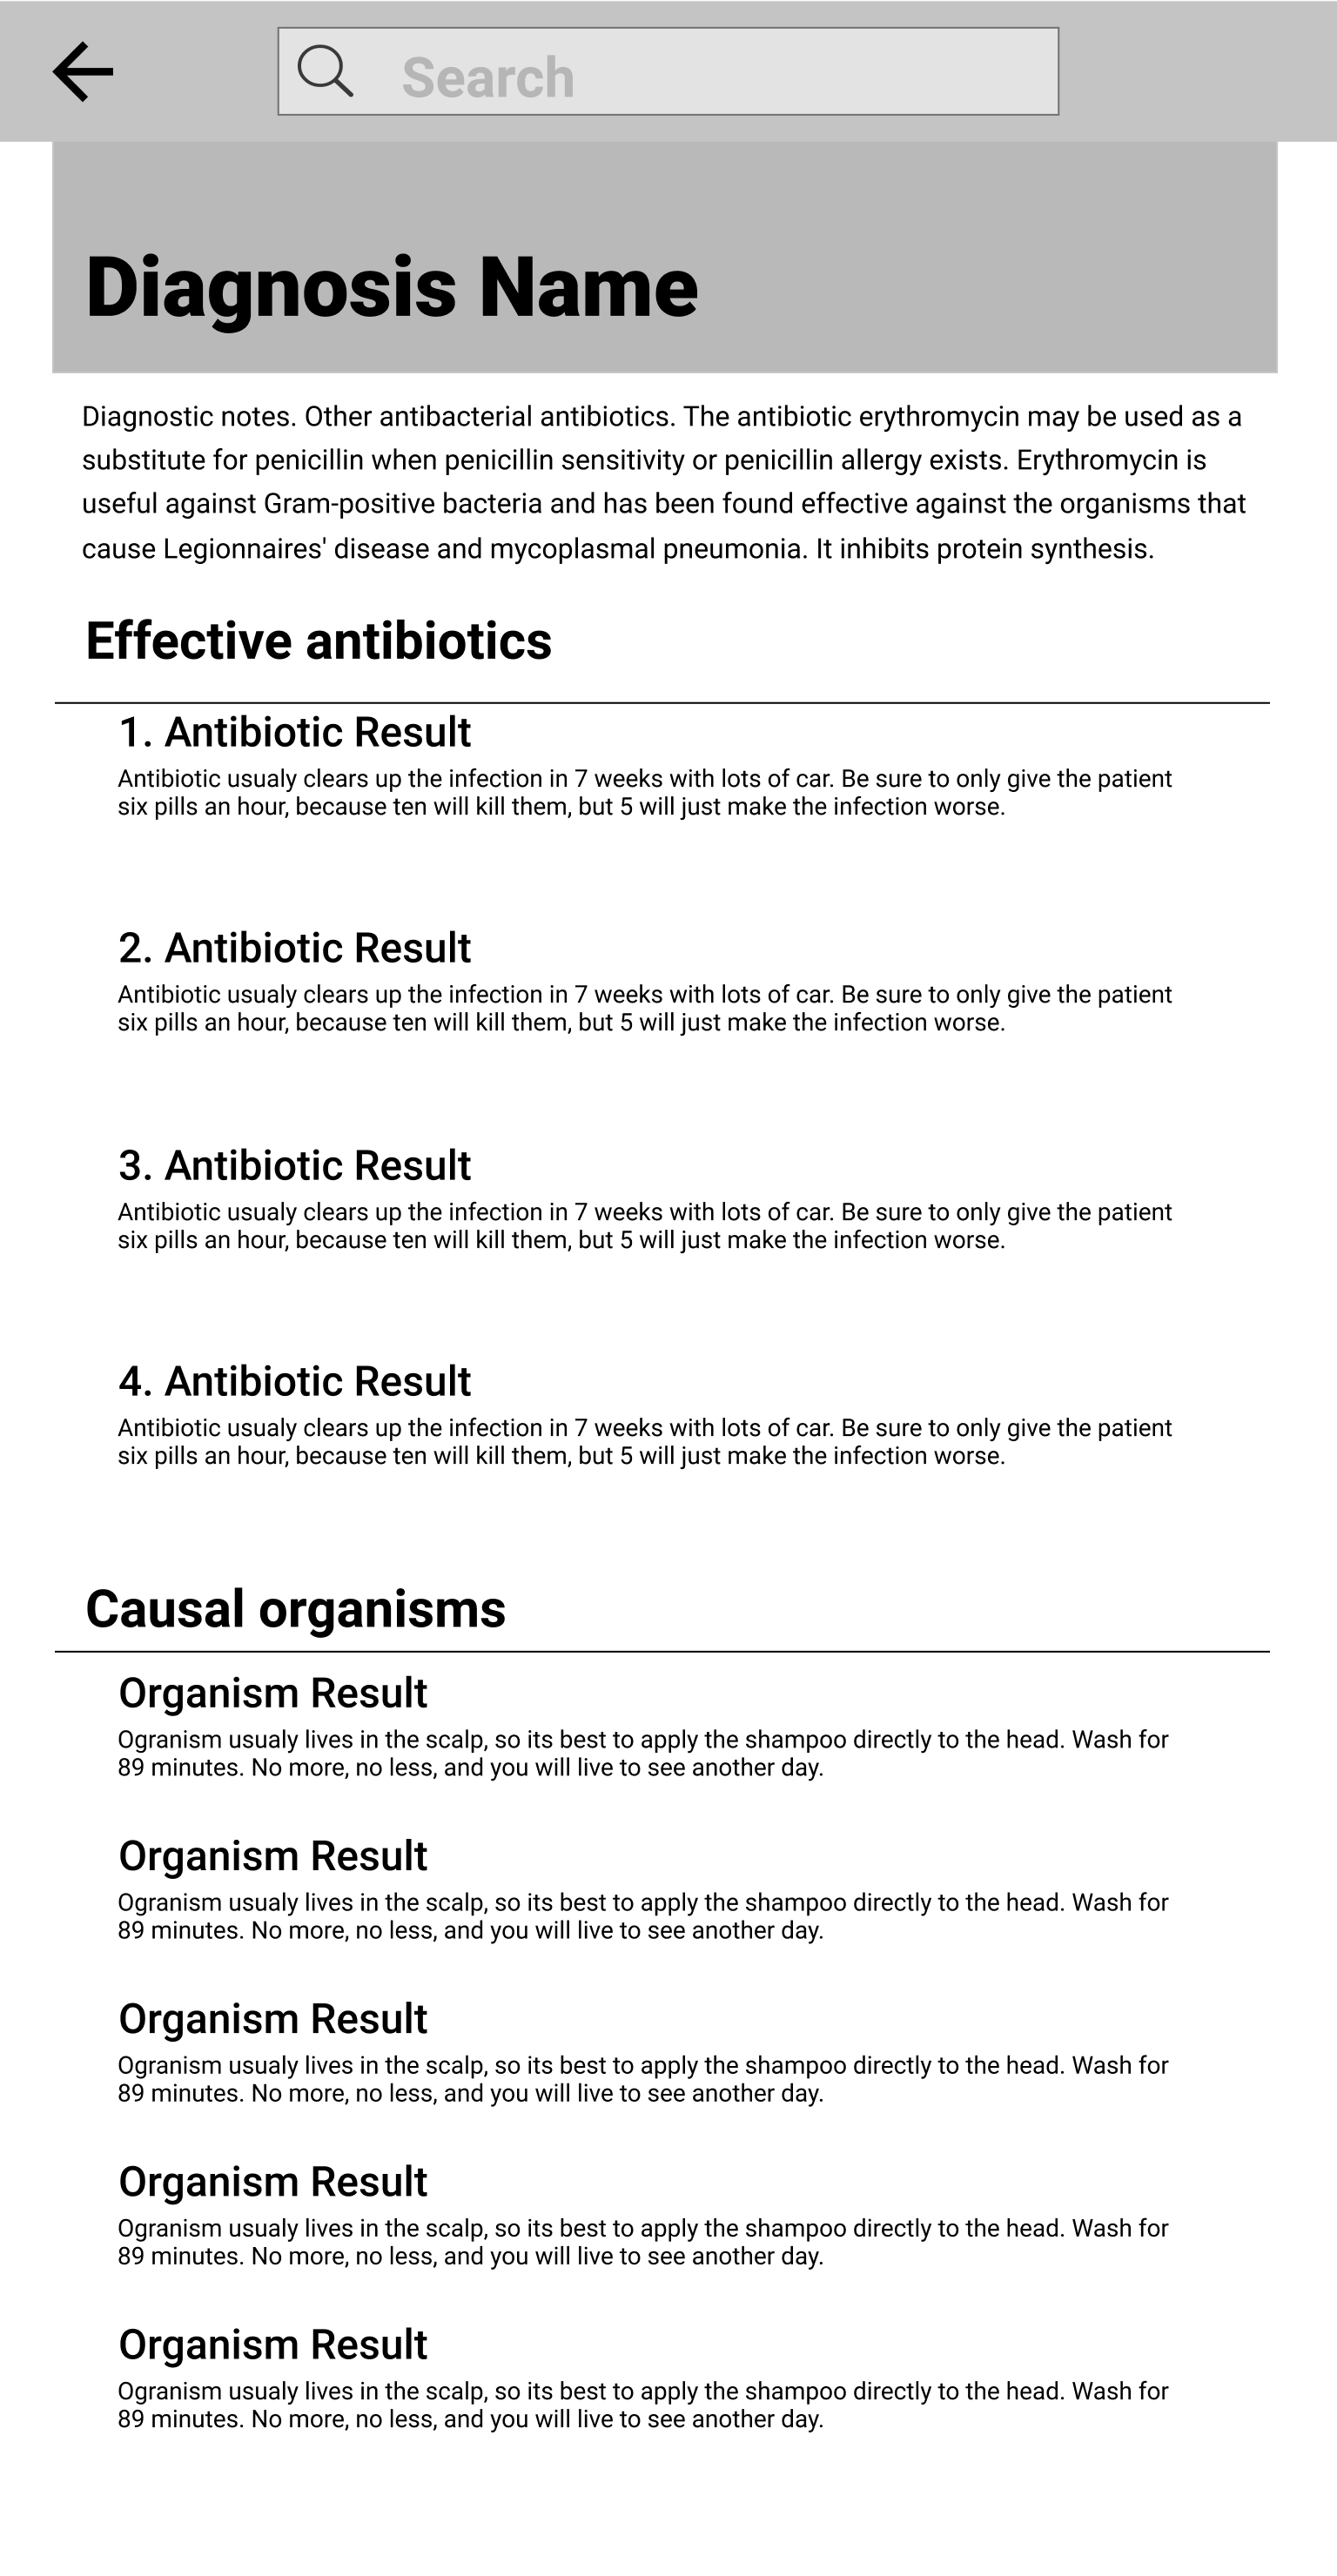 Search
Diagnosis Name
Diagnostic notes. Other antibacterial antibiotics. The antibiotic erythromycin may be used as a
substitute for penicillin when penicillin sensitivity or penicillin allergy exists. Erythromycin is
useful against Gram-positive bacteria and has been found effective against the organisms that
cause Legionnaires' disease and mycoplasmal pneumonia. It inhibits protein synthesis.
Effective antibiotics
1. Antibiotic Result
Antibiotic usualy clears up the infection in 7 weeks with lots of car. Be sure to only give the patient
six pills an hour, because ten will kill them, but 5 will just make the infection worse.
2. Antibiotic Result
Antibiotic usualy clears up the infection in 7 weeks with lots of car. Be sure to only give the patient
six pills an hour, because ten will kill them, but 5 will just make the infection worse.
3. Antibiotic Result
Antibiotic usualy clears up the infection in 7 weeks with lots of car. Be sure to only give the patient
six pills an hour, because ten will kill them, but 5 will just make the infection worse.
4. Antibiotic Result
Antibiotic usualy clears up the infection in 7 weeks with lots of car. Be sure to only give the patient
six pills an hour, because ten will kill them, but 5 will just make the infection worse.
Causal organisms
Organism Result
Ogranism usualy lives in the scalp, so its best to apply the shampoo directly to the head. Wash for
89 minutes. No more, no less, and you will live to see another day.
Organism Result
Ogranism usualy lives in the scalp, so its best to apply the shampoo directly to the head. Wash for
89 minutes. No more, no less, and you will live to see another day.
Organism Result
Ogranism usualy lives in the scalp, so its best to apply the shampoo directly to the head. Wash for
89 minutes. No more, no less, and you will live to see another day.
Organism Result
Ogranism usualy lives in the scalp, so its best to apply the shampoo directly to the head. Wash for
89 minutes. No more, no less, and you will live to see another day.
Organism Result
Ogranism usualy lives in the scalp, so its best to apply the shampoo directly to the head. Wash for
89 minutes. No more, no less, and you will live to see another day.